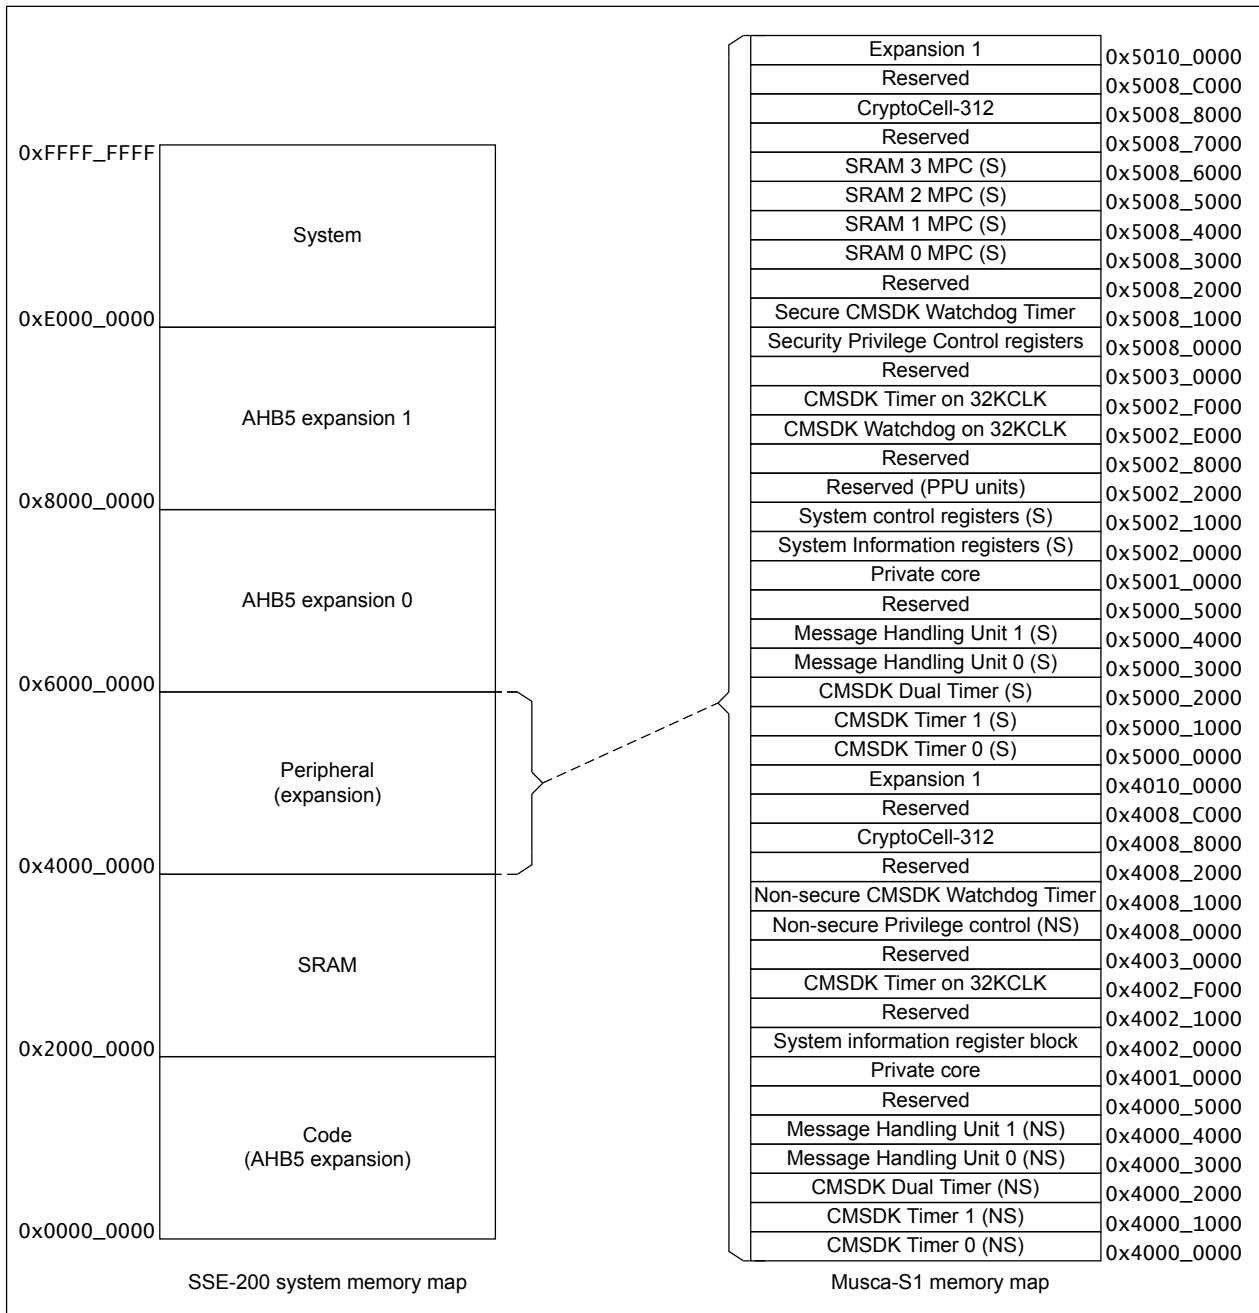 0xFFFF_FFFF
System
0xE000_0000
AHB5 expansion 1
0x8000_0000
AHB5 expansion 0
0x6000_0000
Peripheral
(expansion)
0x4000_0000
SRAM
0x2000_0000
Code
(AHB5 expansion)
0x0000_0000
SSE-200 system memory map
Expansion 1 0x5010_0000
Reserved 0x5008_C000
CryptoCell-312 0x5008_8000
Reserved 0x5008_7000
SRAM 3 MPC (S) 0x5008_6000
SRAM 2 MPC (S) 0x5008_5000
SRAM 1 MPC (S) 0x5008_4000
SRAM 0 MPC (S) 0x5008_3000
Reserved 0x5008_2000
Secure CMSDK Watchdog Timer 0x5008_1000
Security Privilege Control registers 0x5008_0000
Reserved 0x5003_0000
CMSDK Timer on 32KCLK 0x5002_F000
CMSDK Watchdog on 32KCLK 0x5002_E000
Reserved 0x5002_8000
Reserved (PPU units) 0x5002_2000
System control registers (S) 0x5002_1000
System Information registers (S) 0x5002_0000
Private core 0x5001_0000
Reserved 0x5000_5000
Message Handling Unit 1 (S) 0x5000_4000
Message Handling Unit 0 (S) 0x5000_3000
CMSDK Dual Timer (S) 0x5000_2000
CMSDK Timer 1 (S) 0x5000_1000
CMSDK Timer 0 (S) 0x5000_0000
Expansion 1 0x4010_0000
Reserved 0x4008_C000
CryptoCell-312 0x4008_8000
Reserved 0x4008_2000
Non-secure CMSDK Watchdog Timer 0x4008_1000
Non-secure Privilege control (NS) 0x4008_0000
Reserved 0x4003_0000
CMSDK Timer on 32KCLK 0x4002_F000
Reserved 0x4002_1000
System information register block 0x4002_0000
Private core 0x4001_0000
Reserved 0x4000_5000
Message Handling Unit 1 (NS) 0x4000_4000
Message Handling Unit 0 (NS) 0x4000_3000
CMSDK Dual Timer (NS) 0x4000_2000
CMSDK Timer 1 (NS) 0x4000_1000
CMSDK Timer 0 (NS) 0x4000_0000
Musca-S1 memory map